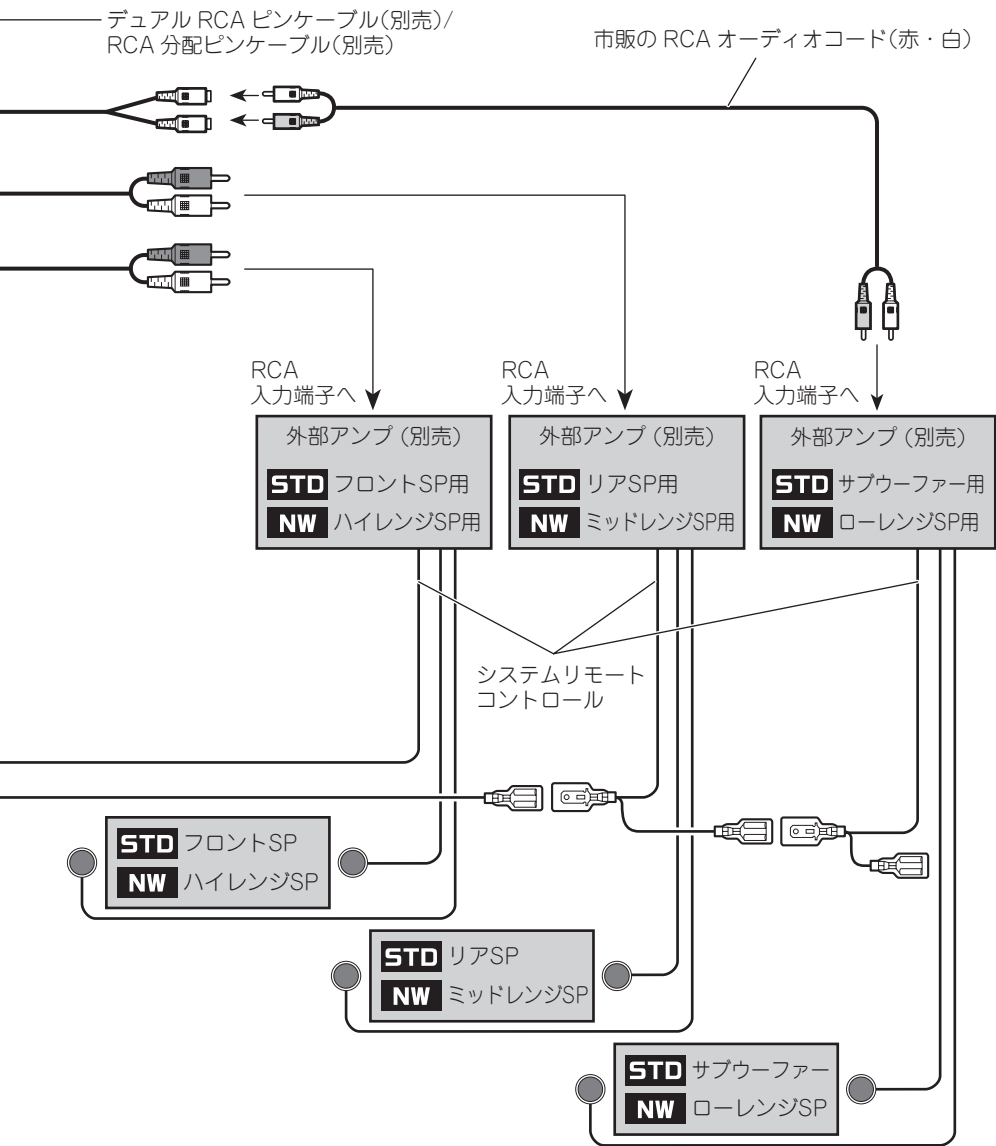 デュアル RCA ピンケーブル(別売)/
RCA 分配ピンケーブル(別売)
市販の RCA オーディオコード(赤・白)
RCA
入力端子へ
RCA
入力端子へ
RCA
入力端子へ
外部アンプ (別売)
STD フロントSP用
NW ハイレンジSP用
外部アンプ (別売)
STD リアSP用
NW ミッドレンジSP用
外部アンプ (別売)
STD サブウーファー用
NW ローレンジSP用
システムリモート
コントロール
STD フロントSP
NW ハイレンジSP
STD リアSP
NW ミッドレンジSP
STD サブウーファー
NW ローレンジSP